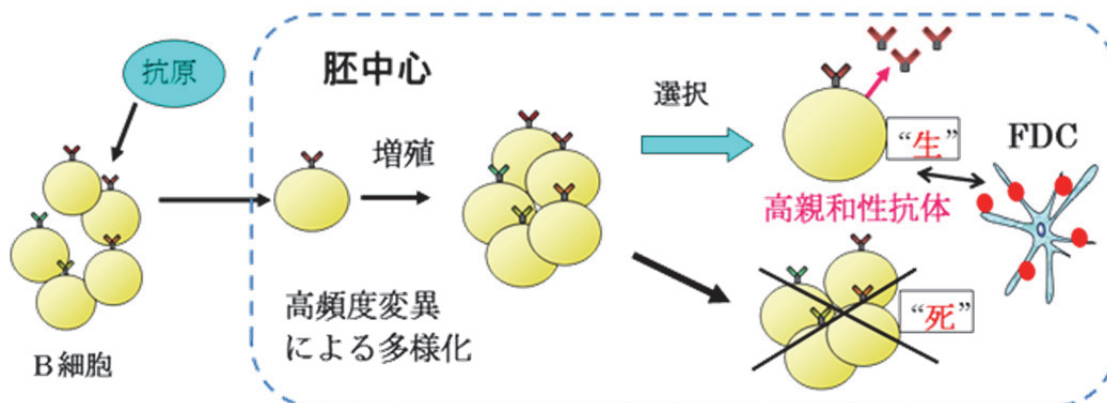 抗原
B細胞
胚中心
増殖
高頻度変異
による多様化
選択
“生”
高親和性抗体
FDC
“死”